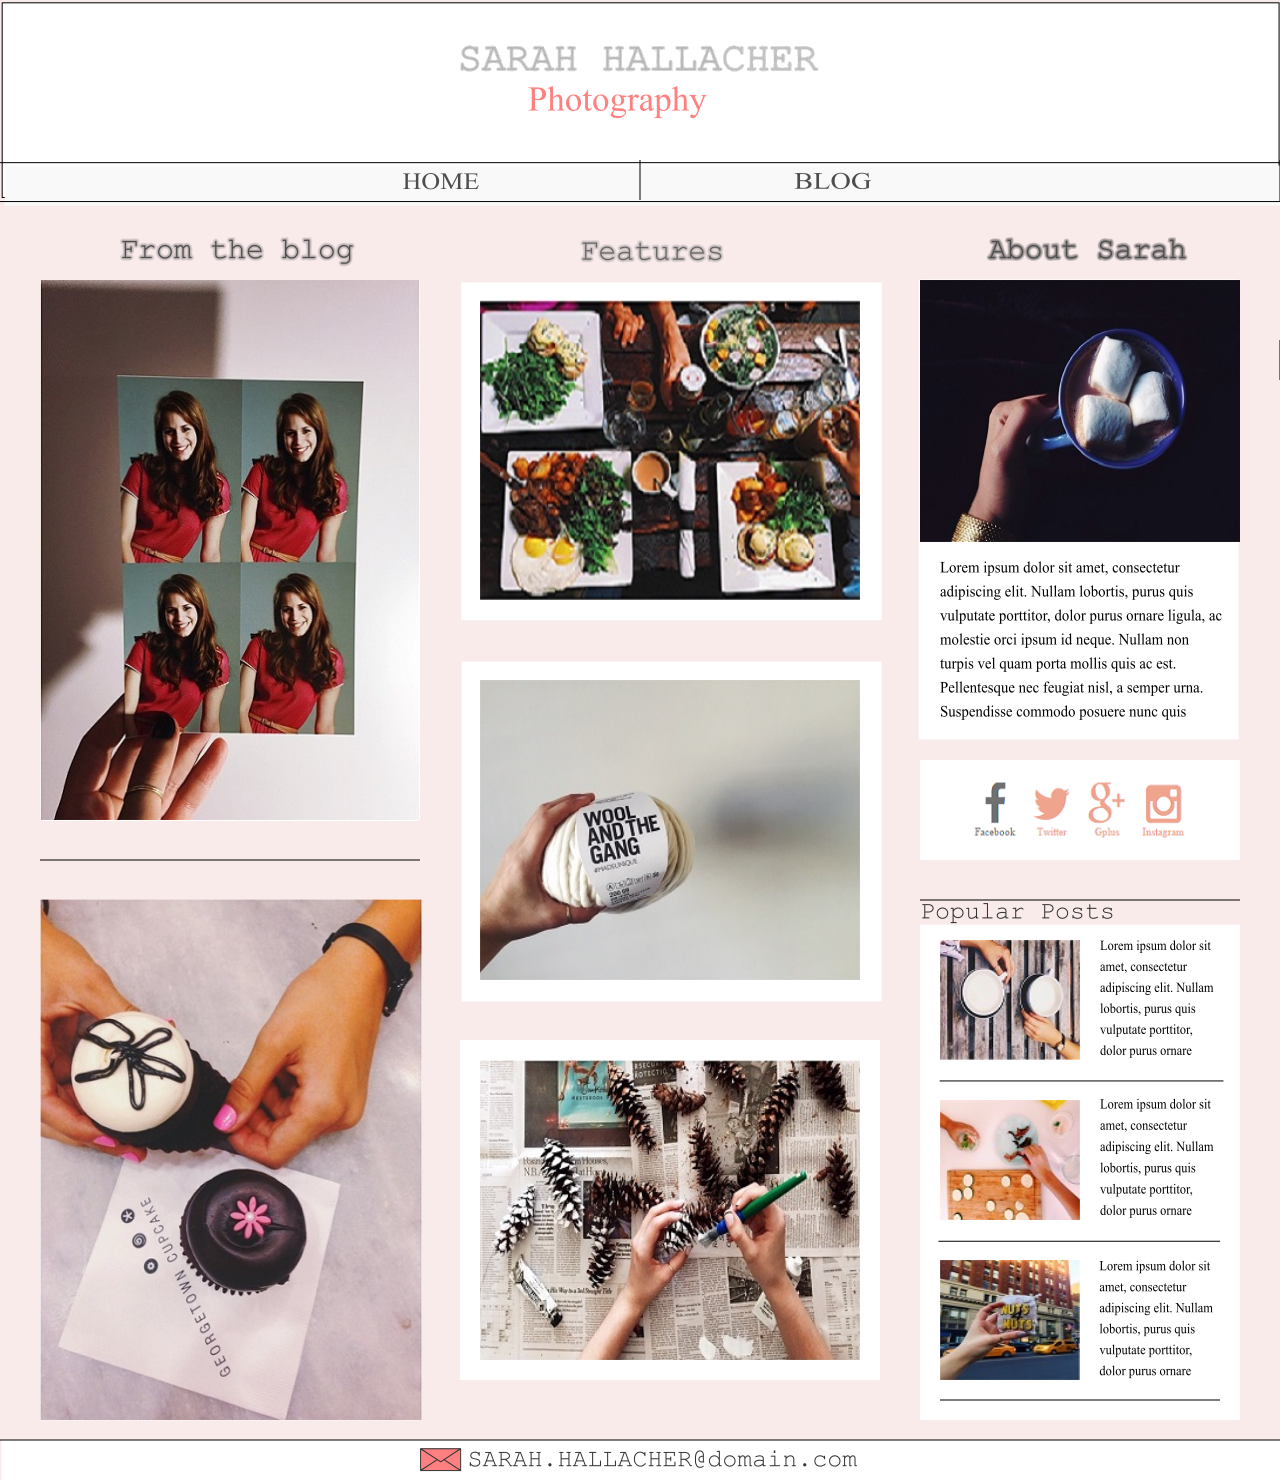 SARAH HALLACHER
Photography
HOME
BLOG
From the blog
Features
About Sarah
Lorem ipsum dolor sit amet, consectetur
adipiscing elit. Nullam lobortis, purus quis
vulputate porttitor, dolor purus ornare ligula, ac
molestie orci ipsum id neque. Nullam non
turpis vel quam porta mollis quis ac est.
Pellentesque nec feugiat nisl, a semper urna.
Suspendisse commodo posuere nunc quis
WOOL
AND THE
GANG
#MADEUNIQUE
Facebook
Twitter
Gplus
Instagram
Popular Posts
Lorem ipsum dolor sit
amet, consectetur
adipiscing elit. Nullam
lobortis, purus quis
vulputate porttitor,
dolor purus ornare
Lorem ipsum dolor sit
amet, consectetur
adipiscing elit. Nullam
lobortis, purus quis
vulputate porttitor,
dolor purus ornare
Lorem ipsum dolor sit
amet, consectetur
adipiscing elit. Nullam
lobortis, purus quis
vulputate porttitor,
dolor purus ornare
NUTS
NUTS
GEORGETOWN CUPCAKE
SARAH.HALLACHER@domain.com